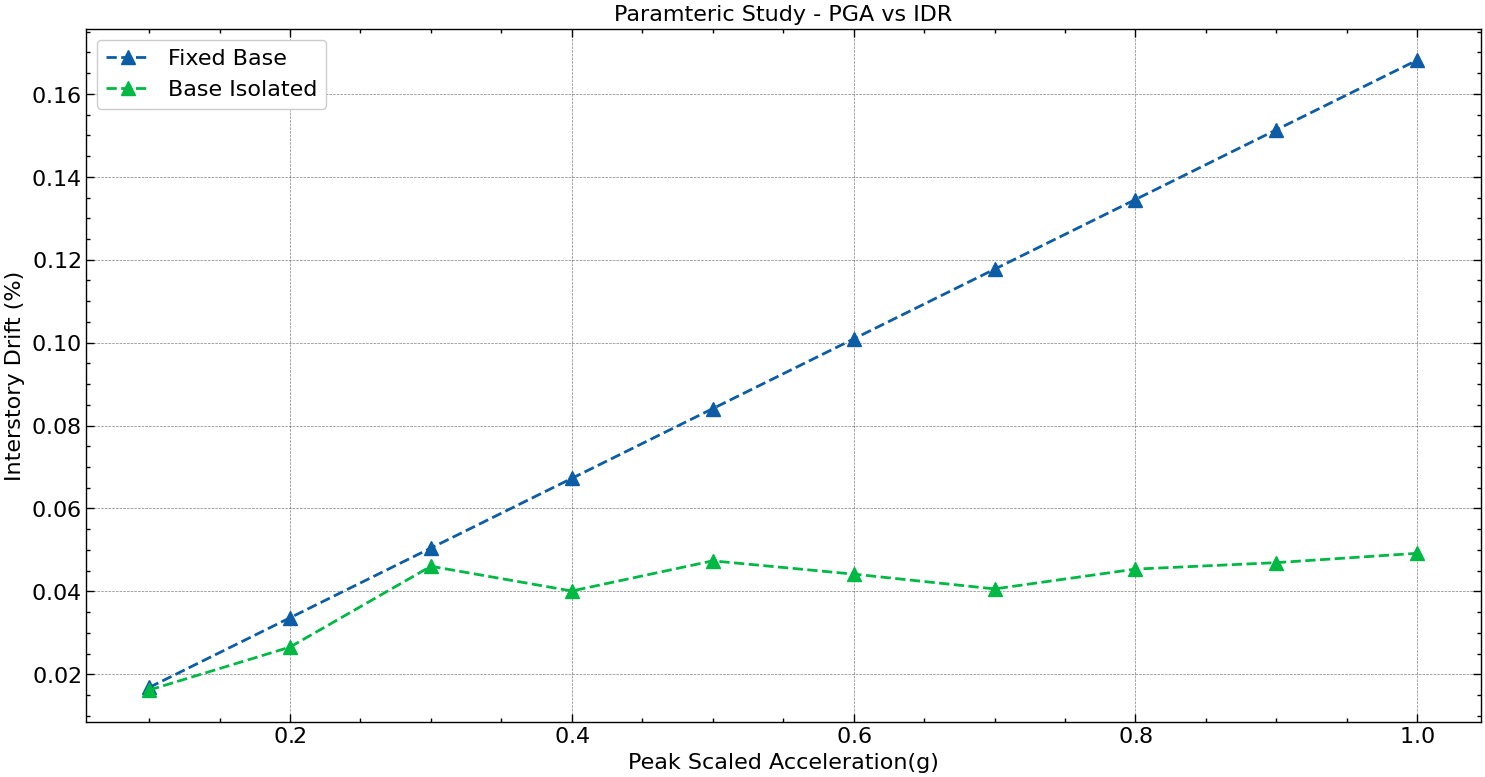 Paramteric Study - PGA vs IDR
Fixed Base
Base Isolated
Interstory Drift (%)
0.16
0.14
0.12
0.10
0.08
0.06
0.04
0.02
0.2 0.4 0.6 0.8 1.0
Peak Scaled Acceleration(g)